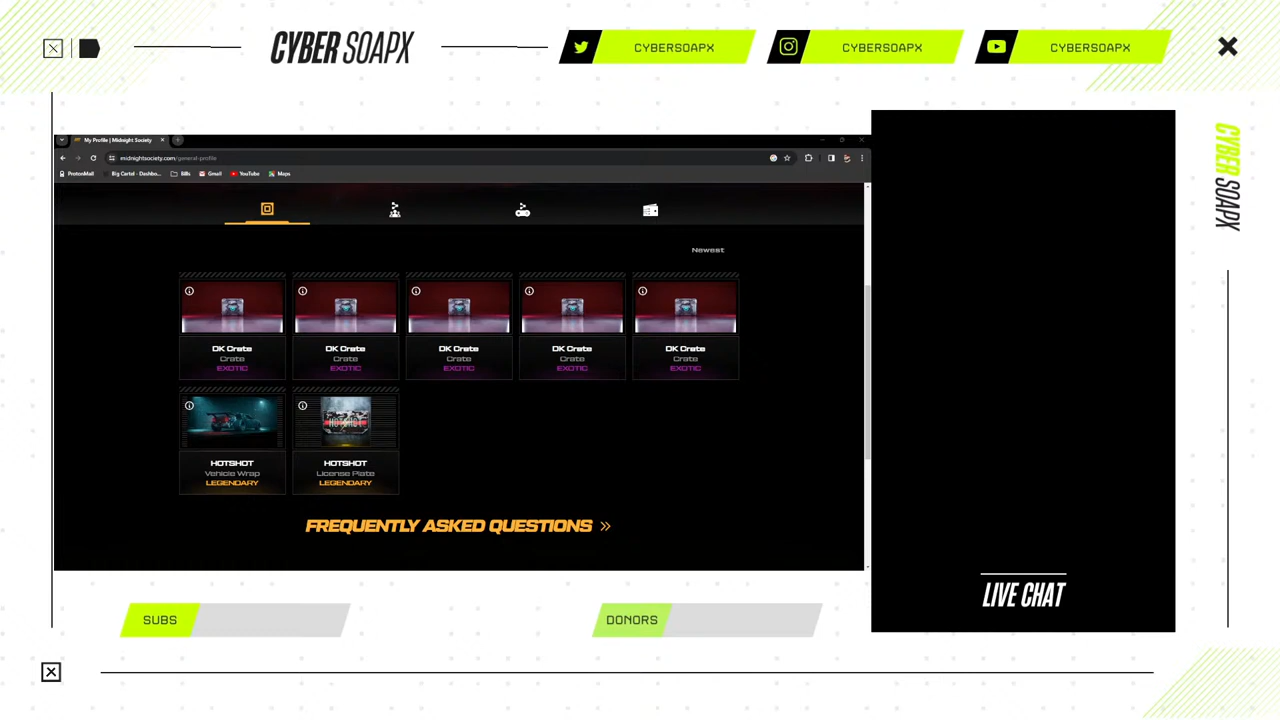 CYBER SOAPX
CYBERSOAPX
CYBERSOAPX
CYBERSOAPX
CYBER SOAPX
My Profile | Midnight Society
midnightsociety.com/general-profile
ProtonMail
Big Cartel - Dashbo...
Bills
Gmail
YouTube
Maps
Newest
DK Crate
Crate
EXOTIC
DK Crate
Crate
EXOTIC
DK Crate
Crate
EXOTIC
DK Crate
Crate
EXOTIC
DK Crate
Crate
EXOTIC
HOTSHOT
Vehicle Wrap
LEGENDARY
HOTSHOT
HOTSHOT
License Plate
LEGENDARY
FREQUENTLY ASKED QUESTIONS »
LIVE CHAT
SUBS
DONORS